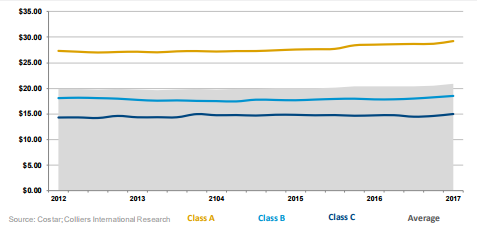 $35.00
$30.00
$25.00
$20.00
$15.00
$10.00
$5.00
$0.00
2012 2013 2104 2015 2016 2017
Source: Costar; Colliers International Research
Class A Class B Class C Average